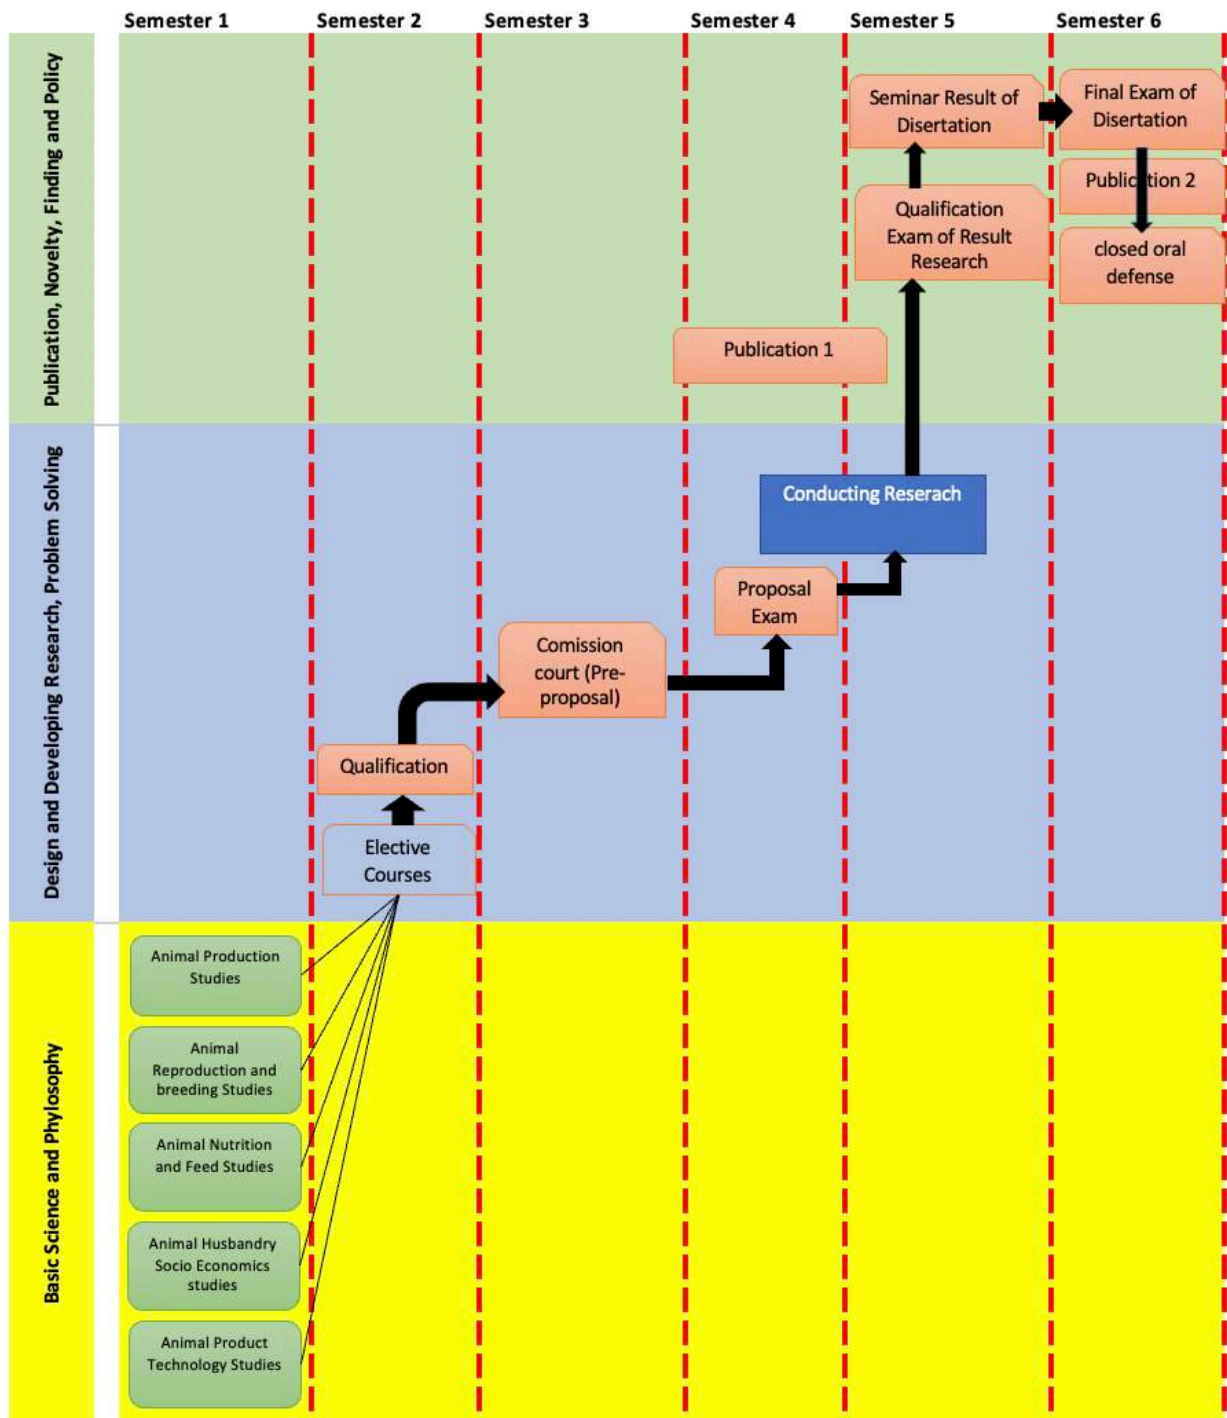 Semester 1
Semester 2
Semester 3
Semester 4
Semester 5
Semester 6
Publication, Novelty, Finding and Policy
Seminar Result of
Disertation
Final Exam of
Disertation
Publication 2
Qualification
Exam of Result
Research
closed oral
defense
Publication 1
Design and Developing Research, Problem Solving
Conducting Reserach
Proposal
Exam
Comission
court (Pre-
proposal)
Qualification
Elective
Courses
Basic Science and Phylosophy
Animal Production
Studies
Animal
Reproduction and
breeding Studies
Animal Nutrition
and Feed Studies
Animal Husbandry
Socio Economics
studies
Animal Product
Technology Studies